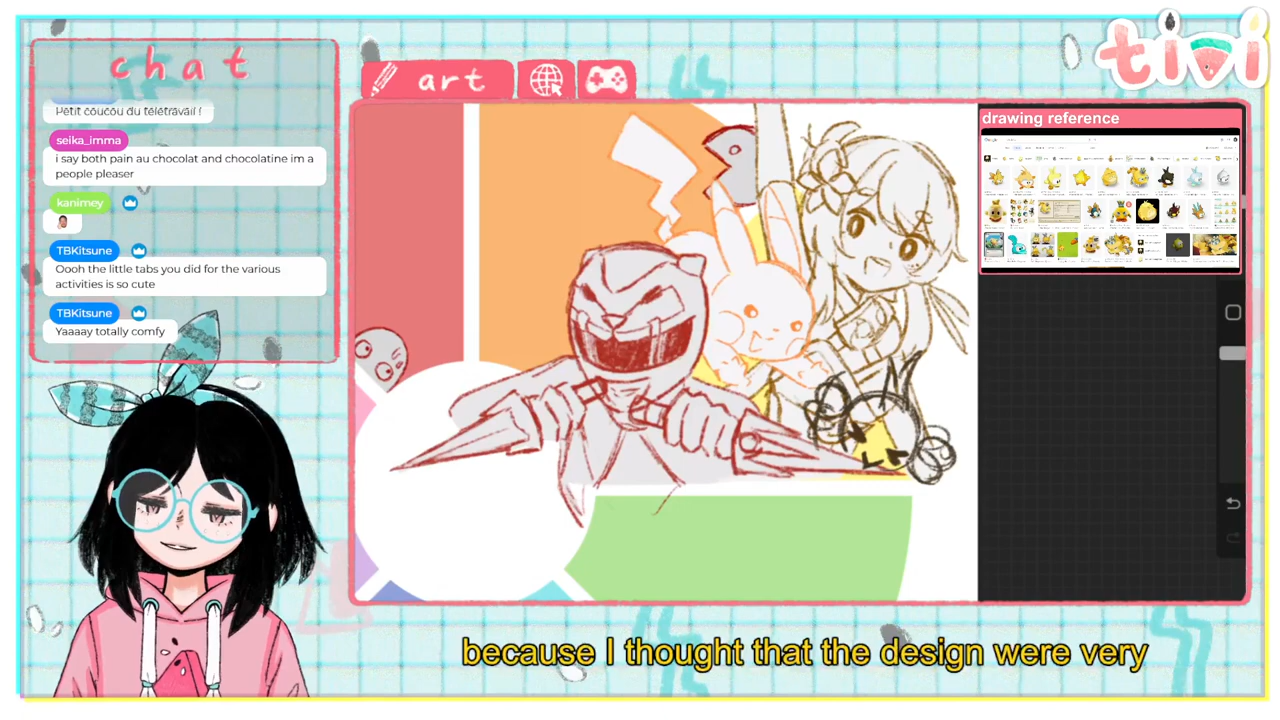 chat
Petit coucou du télétravail !
seika_imma
i say both pain au chocolat and chocolatine im a
people pleaser
kanimey
TBKitsune
Oooh the little tabs you did for the various
activities is so cute
TBKitsune
Yaaaay totally comfy
art
tivi
drawing reference
because I thought that the design were very